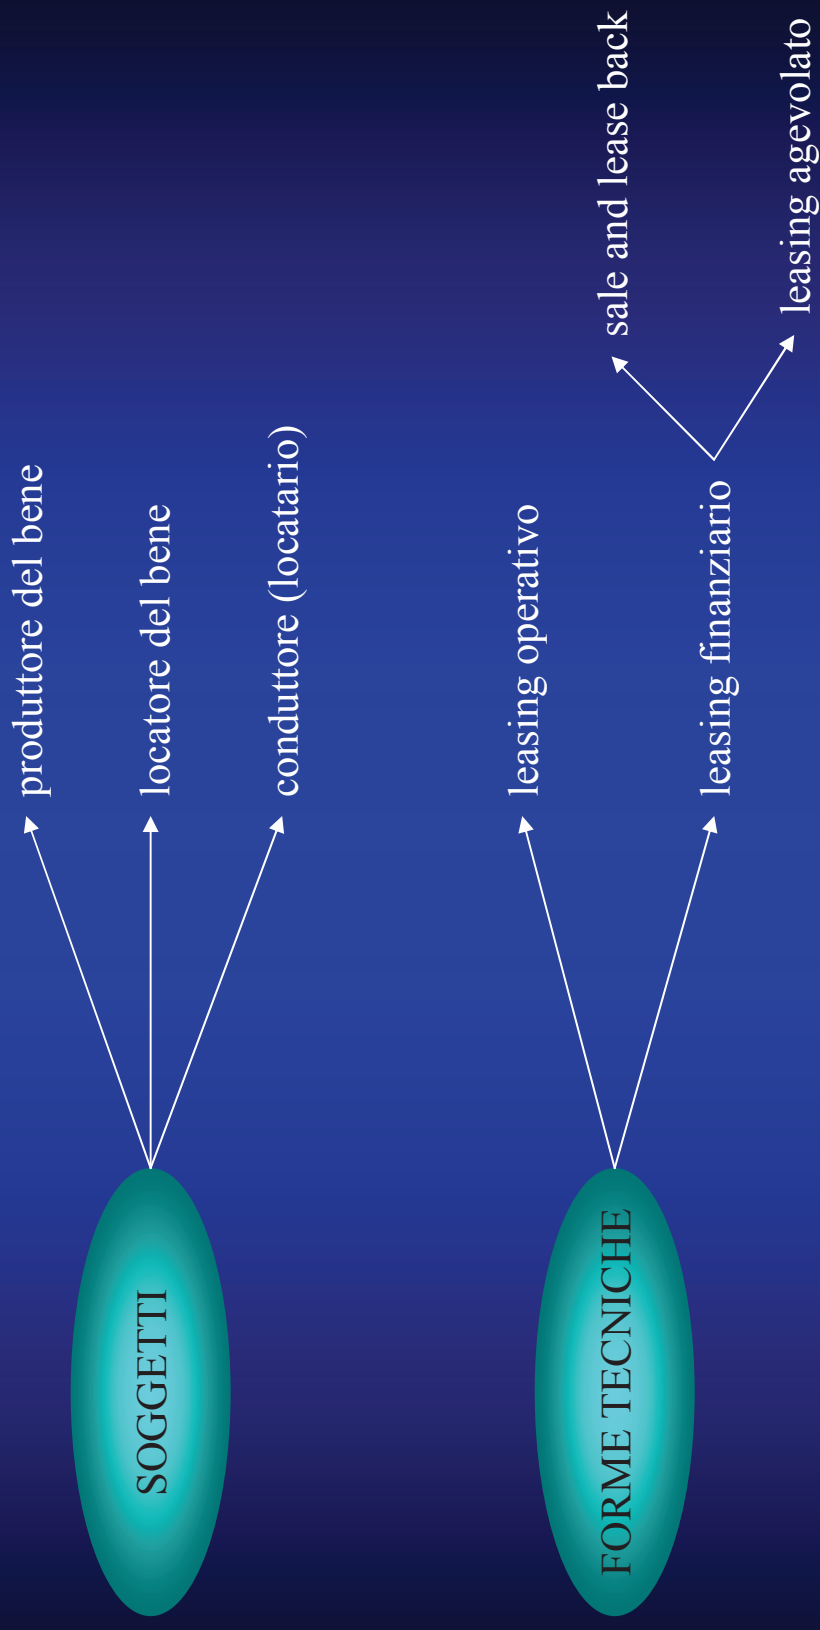 SOGGETTI
produttore del bene
locatore del bene
conduttore (locatario)
FORME TECNICHE
leasing operativo
leasing finanziario
sale and lease back
leasing agevolato